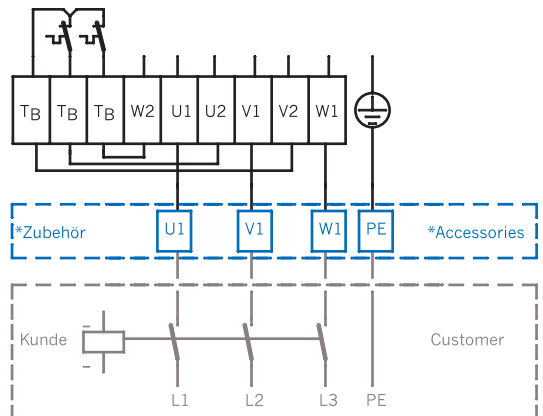 TB TB TB W2 U1 U2 V1 V2 W1
*Zubehör U1 V1 W1 PE *Accessories
Kunde Customer
L1 L2 L3 PE